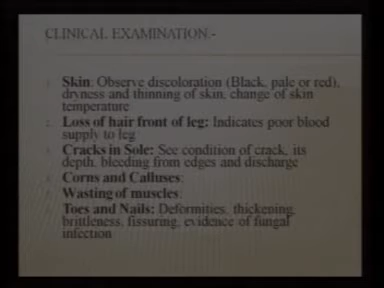 CLINICAL EXAMINATION.-
Skin: Observe discoloration (Black, pale or red),
dryness and thinning of skin, change of skin
temperature
Loss of hair front of leg: Indicates poor blood
supply to leg
Cracks in Sole: See condition of crack, its
depth, bleeding from edges and discharge
Corns and Calluses:
Wasting of muscles:
Toes and Nails: Deformities, thickening,
brittleness, fissuring, evidence of fungal
infection